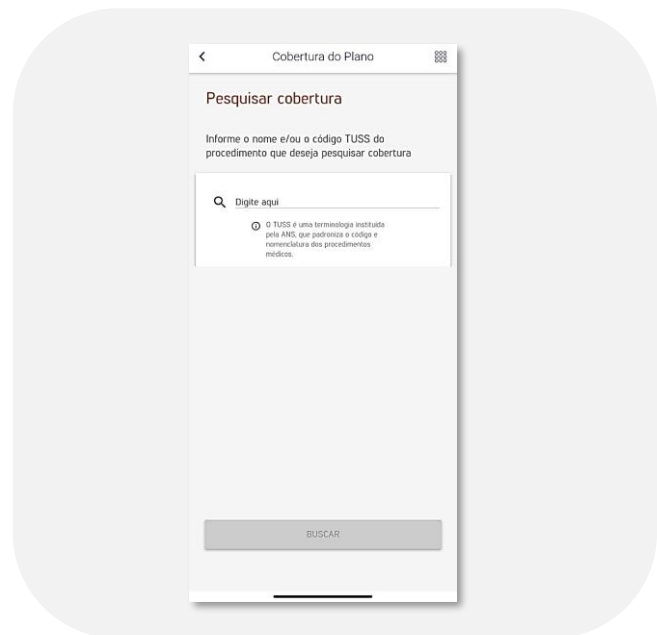 Cobertura do Plano
Pesquisar cobertura
Informe o nome e/ou o código TUSS do
procedimento que deseja pesquisar cobertura
Digite aqui
O TUSS é uma terminologia instituída
pela ANS, que padroniza o código e
nomenclatura dos procedimentos
médicos.
BUSCAR